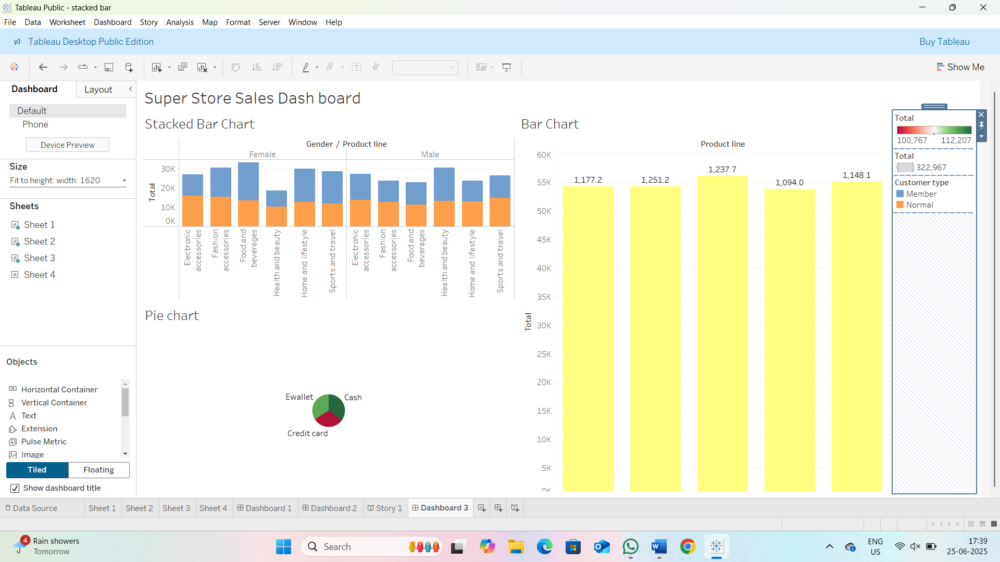 Tableau Public - stacked bar
File Data Worksheet Dashboard Story Analysis Map Format Server Window Help
Tableau Desktop Public Edition
Buy Tableau
Show Me
Dashboard
Layout
Default
Phone
Device Preview
Size
Fit to height: width: 1620
Sheets
Sheet 1
Sheet 2
Sheet 3
Sheet 4
Objects
Horizontal Container
Vertical Container
Text
Extension
Pulse Metric
Image
Tiled
Floating
Show dashboard title
Super Store Sales Dash board
Stacked Bar Chart
Gender / Product line
Female
Male
Total
30K
20K
10K
0K
Electronic accessories
Fashion accessories
Food and beverages
Health and beauty
Home and lifestyle
Sports and travel
Electronic accessories
Fashion accessories
Food and beverages
Health and beauty
Home and lifestyle
Sports and travel
Pie chart
Ewallet
Cash
Credit card
Bar Chart
Product line
Total
60K
55K
50K
45K
40K
35K
30K
25K
20K
15K
10K
5K
0K
1,177.2
1,251.2
1,237.7
1,094.0
1,148.1
Total
100,767 112,207
Total
322,967
Customer type
Member
Normal
Data Source Sheet 1 Sheet 2 Sheet 3 Sheet 4 Dashboard 1 Dashboard 2 Story 1 Dashboard 3
4
Rain showers
Tomorrow
Search
ENG
US
17:39
25-06-2025